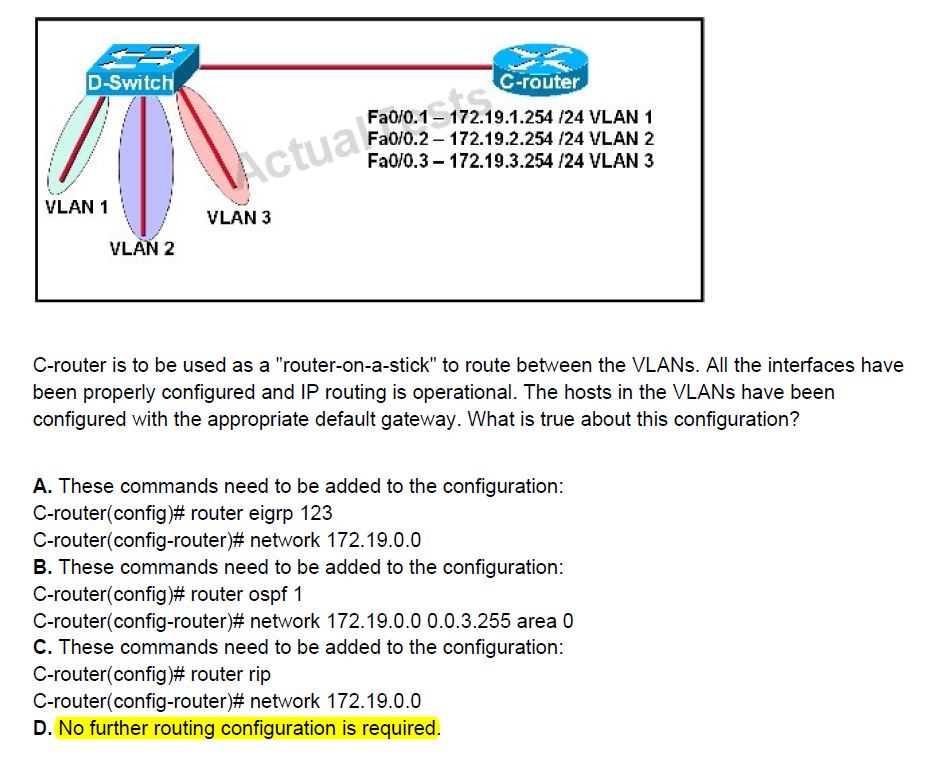 D-Switch
C-router
Fa0/0.1 – 172.19.1.254 /24 VLAN 1
Fa0/0.2 – 172.19.2.254 /24 VLAN 2
Fa0/0.3 – 172.19.3.254 /24 VLAN 3
Actual Tests
VLAN 1
VLAN 3
VLAN 2
C-router is to be used as a "router-on-a-stick" to route between the VLANs. All the interfaces have
been properly configured and IP routing is operational. The hosts in the VLANs have been
configured with the appropriate default gateway. What is true about this configuration?
A. These commands need to be added to the configuration:
C-router(config)# router eigrp 123
C-router(config-router)# network 172.19.0.0
B. These commands need to be added to the configuration:
C-router(config)# router ospf 1
C-router(config-router)# network 172.19.0.0 0.0.3.255 area 0
C. These commands need to be added to the configuration:
C-router(config)# router rip
C-router(config-router)# network 172.19.0.0
D. No further routing configuration is required.